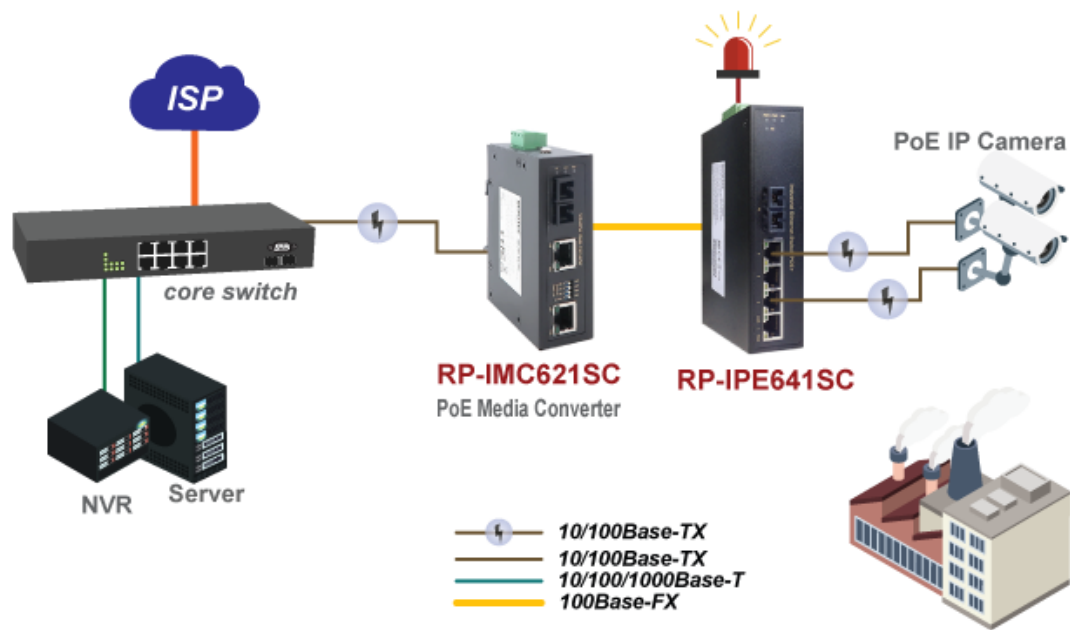 ISP
PoE IP Camera
core switch
RP-IMC621SC
PoE Media Converter
RP-IPE641SC
NVR
Server
10/100Base-TX
10/100Base-TX
10/100/1000Base-T
100Base-FX